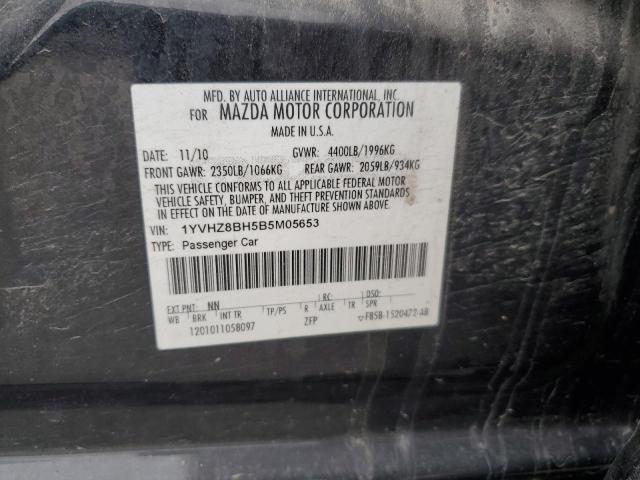 MFD. BY AUTO ALLIANCE INTERNATIONAL, INC.
FOR MAZDA MOTOR CORPORATION
MADE IN U.S.A.
DATE: 11/10 GVWR: 4400LB/1996KG
FRONT GAWR: 2350LB/1066KG REAR GAWR: 2059LB/934KG
THIS VEHICLE CONFORMS TO ALL APPLICABLE FEDERAL MOTOR
VEHICLE SAFETY, BUMPER, AND THEFT PREVENTION STANDARDS
IN EFFECT ON THE DATE OF MANUFACTURE SHOWN ABOVE.
VIN: 1YVHZ8BH5B5M05653
TYPE: Passenger Car
EXT PNT: NN RC: DSO:
WB BRK INT TR TP/PS R AXLE TR SPR
1201011058097 ZFP ▽FB5B-1520472-AB